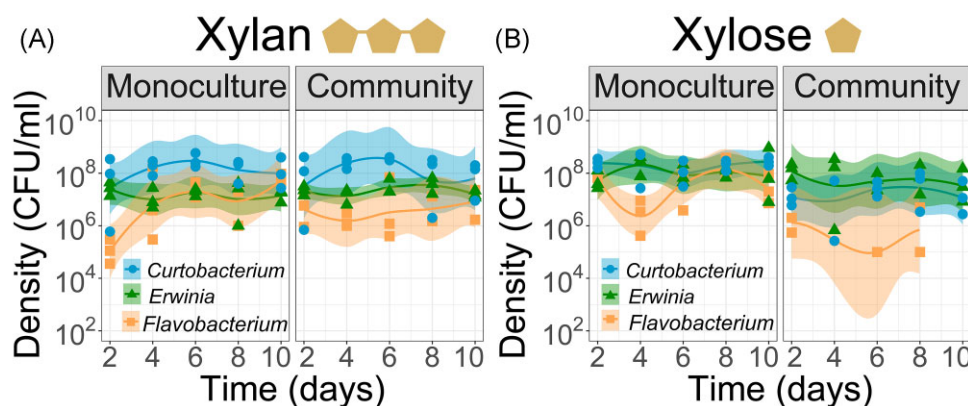 (A) Xylan
Monoculture Community
Density (CFU/ml)
10^10
10^8
10^6
10^4
10^2
Curtobacterium
Erwinia
Flavobacterium
2 4 6 8 10 2 4 6 8 10
Time (days)
(B) Xylose
Monoculture Community
Density (CFU/ml)
10^10
10^8
10^6
10^4
10^2
Curtobacterium
Erwinia
Flavobacterium
2 4 6 8 10 2 4 6 8 10
Time (days)